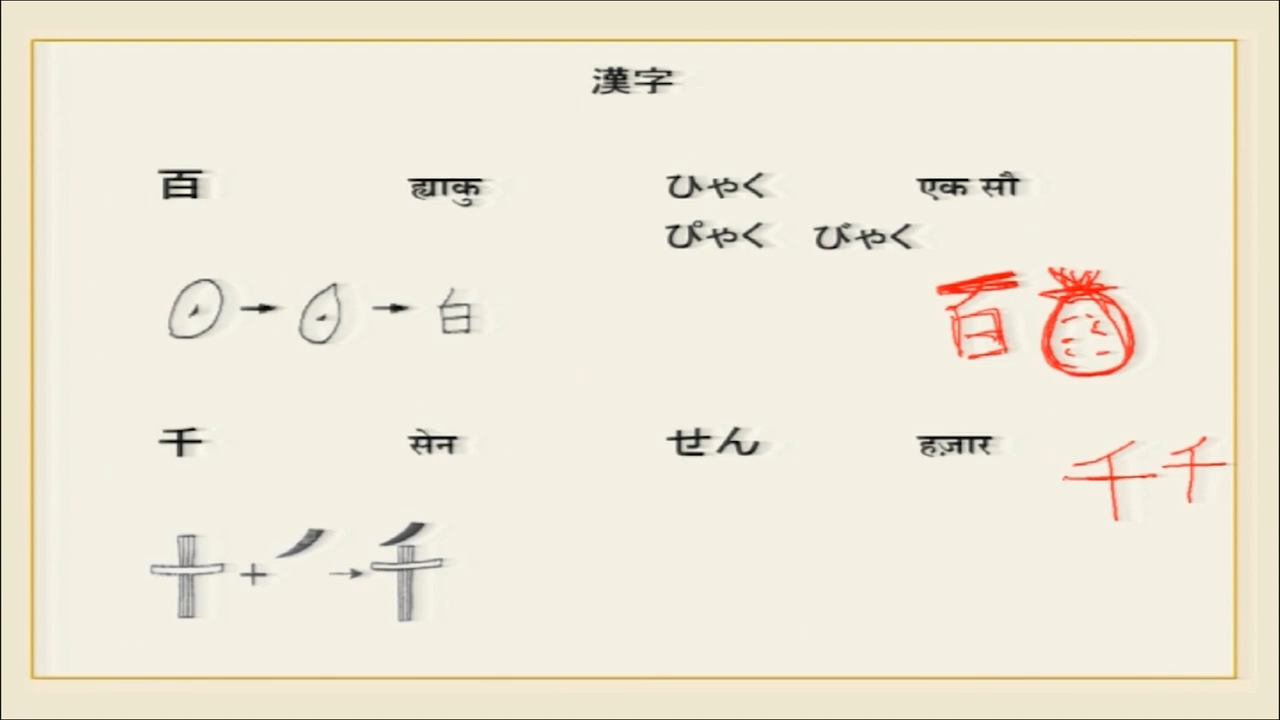 漢字
百 ह्याकु ひゃく एक सौ
ぴゃく びゃく
白
百
千 सेन せん हज़ार
千 千
+